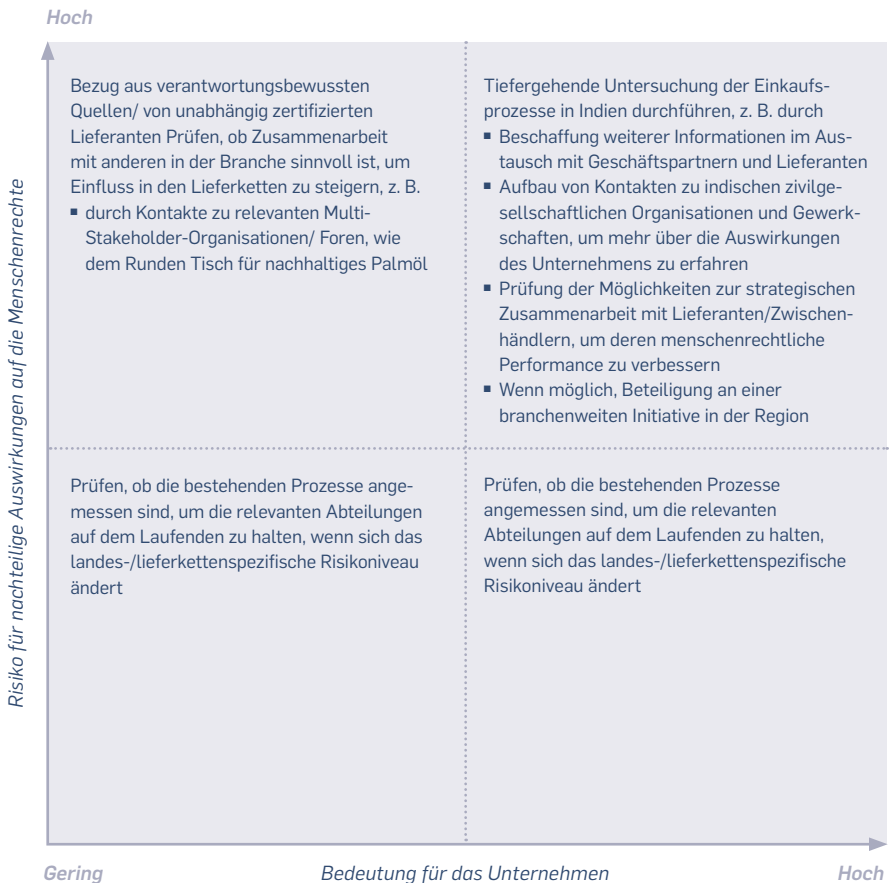 Hoch
Risiko für nachteilige Auswirkungen auf die Menschenrechte
Bezug aus verantwortungsbewussten
Quellen/ von unabhängig zertifizierten
Lieferanten Prüfen, ob Zusammenarbeit
mit anderen in der Branche sinnvoll ist, um
Einfluss in den Lieferketten zu steigern, z. B.
▪ durch Kontakte zu relevanten Multi-
Stakeholder-Organisationen/ Foren, wie
dem Runden Tisch für nachhaltiges Palmöl
Tiefergehende Untersuchung der Einkaufs-
prozesse in Indien durchführen, z. B. durch
▪ Beschaffung weiterer Informationen im Aus-
tausch mit Geschäftspartnern und Lieferanten
▪ Aufbau von Kontakten zu indischen zivilge-
sellschaftlichen Organisationen und Gewerk-
schaften, um mehr über die Auswirkungen
des Unternehmens zu erfahren
▪ Prüfung der Möglichkeiten zur strategischen
Zusammenarbeit mit Lieferanten/Zwischen-
händlern, um deren menschenrechtliche
Performance zu verbessern
▪ Wenn möglich, Beteiligung an einer
branchenweiten Initiative in der Region
Prüfen, ob die bestehenden Prozesse ange-
messen sind, um die relevanten Abteilungen
auf dem Laufenden zu halten, wenn sich das
landes-/lieferkettenspezifische Risikoniveau
ändert
Prüfen, ob die bestehenden Prozesse
angemessen sind, um die relevanten
Abteilungen auf dem Laufenden zu halten,
wenn sich das landes-/lieferkettenspezifische
Risikoniveau ändert
Gering
Bedeutung für das Unternehmen
Hoch